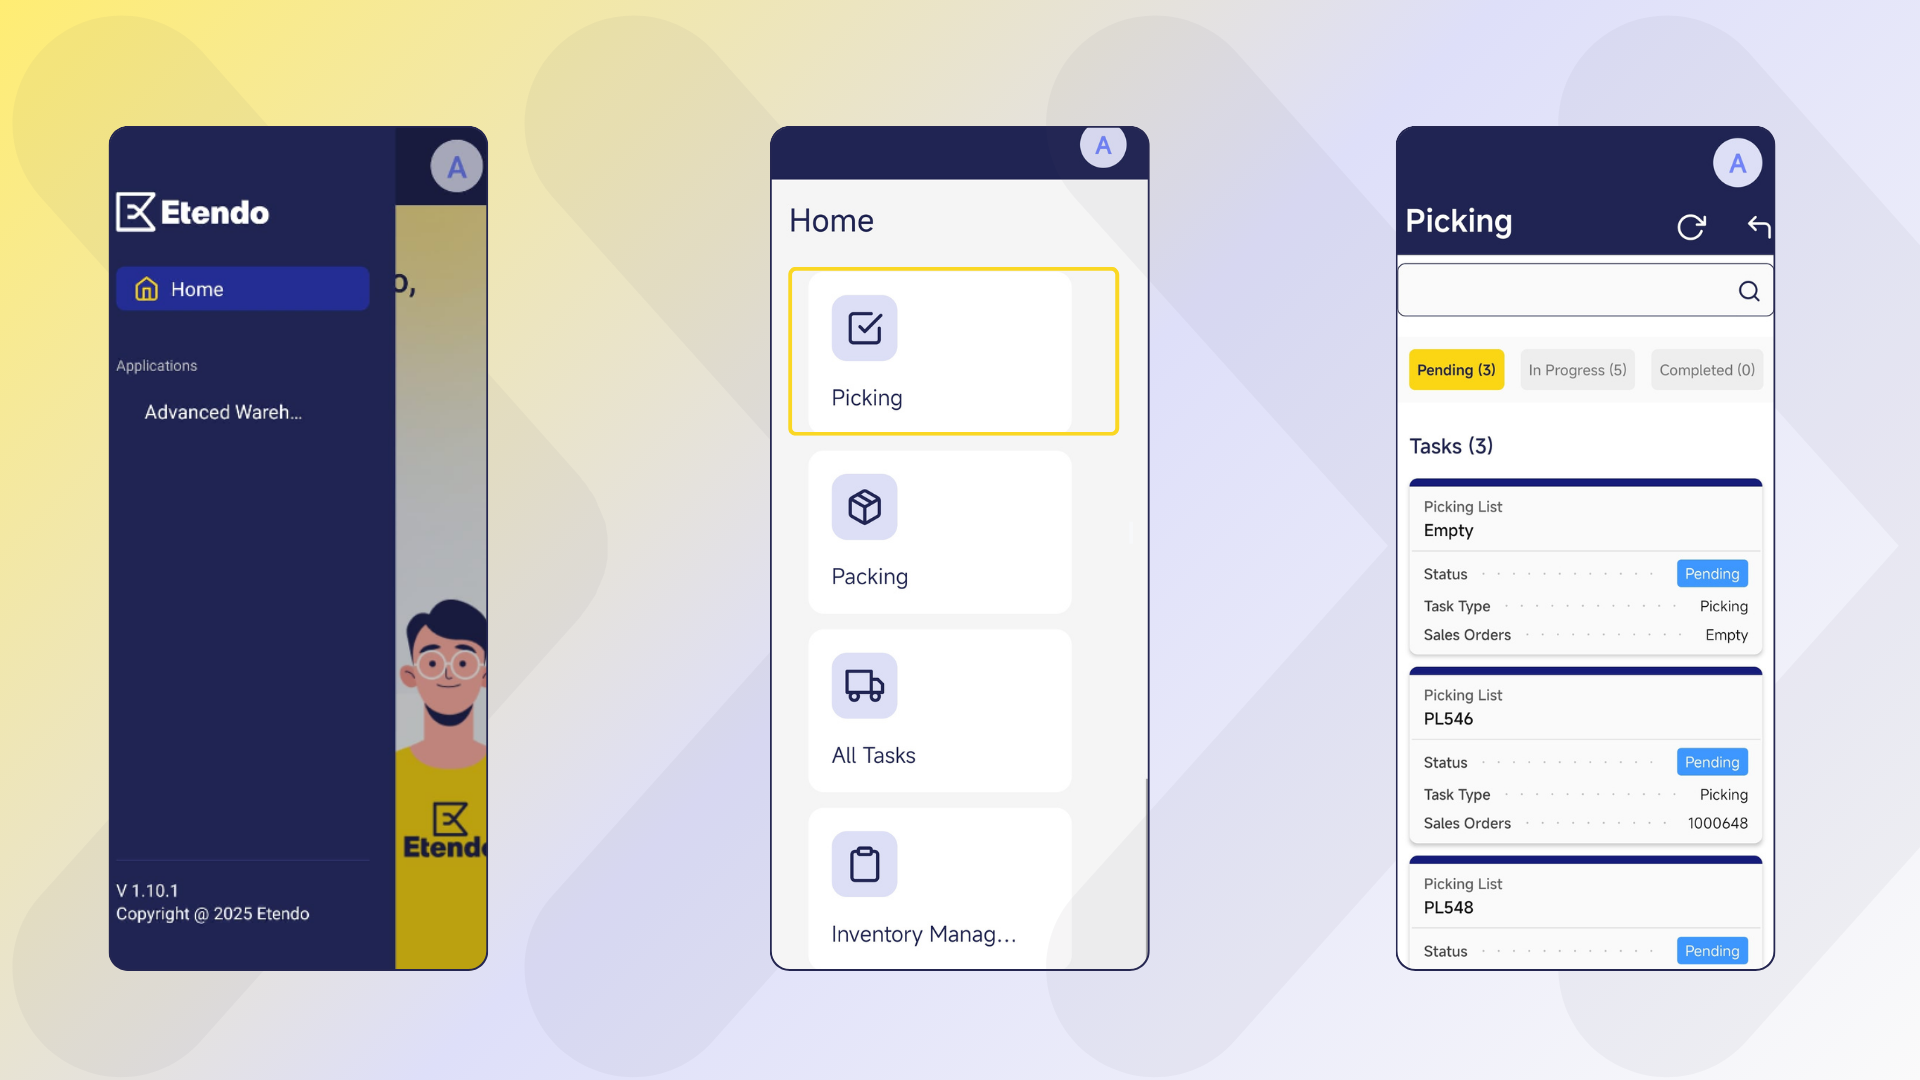 A
Etendo
Home
o,
Applications
Advanced Wareh...
Etend
V 1.10.1
Copyright @ 2025 Etendo
A
Home
Picking
Packing
All Tasks
Inventory Manag...
A
Picking
Pending (3)
In Progress (5)
Completed (0)
Tasks (3)
Picking List
Empty
Status Pending
Task Type Picking
Sales Orders Empty
Picking List
PL546
Status Pending
Task Type Picking
Sales Orders 1000648
Picking List
PL548
Status Pending